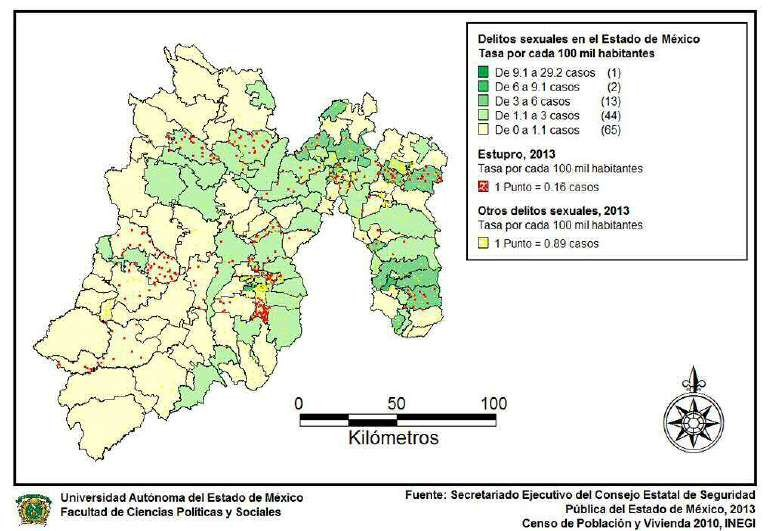 Delitos sexuales en el Estado de México
Tasa por cada 100 mil habitantes
De 9.1 a 29.2 casos (1)
De 6 a 9.1 casos (2)
De 3 a 6 casos (13)
De 1.1 a 3 casos (44)
De 0 a 1.1 casos (65)
Estupro, 2013
Tasa por cada 100 mil habitantes
1 Punto = 0.16 casos
Otros delitos sexuales, 2013
Tasa por cada 100 mil habitantes
1 Punto = 0.89 casos
0 50 100
Kilómetros
Universidad Autónoma del Estado de México
Facultad de Ciencias Políticas y Sociales
Fuente: Secretariado Ejecutivo del Consejo Estatal de Seguridad
Pública del Estado de México, 2013
Censo de Población y Vivienda 2010, INEGI